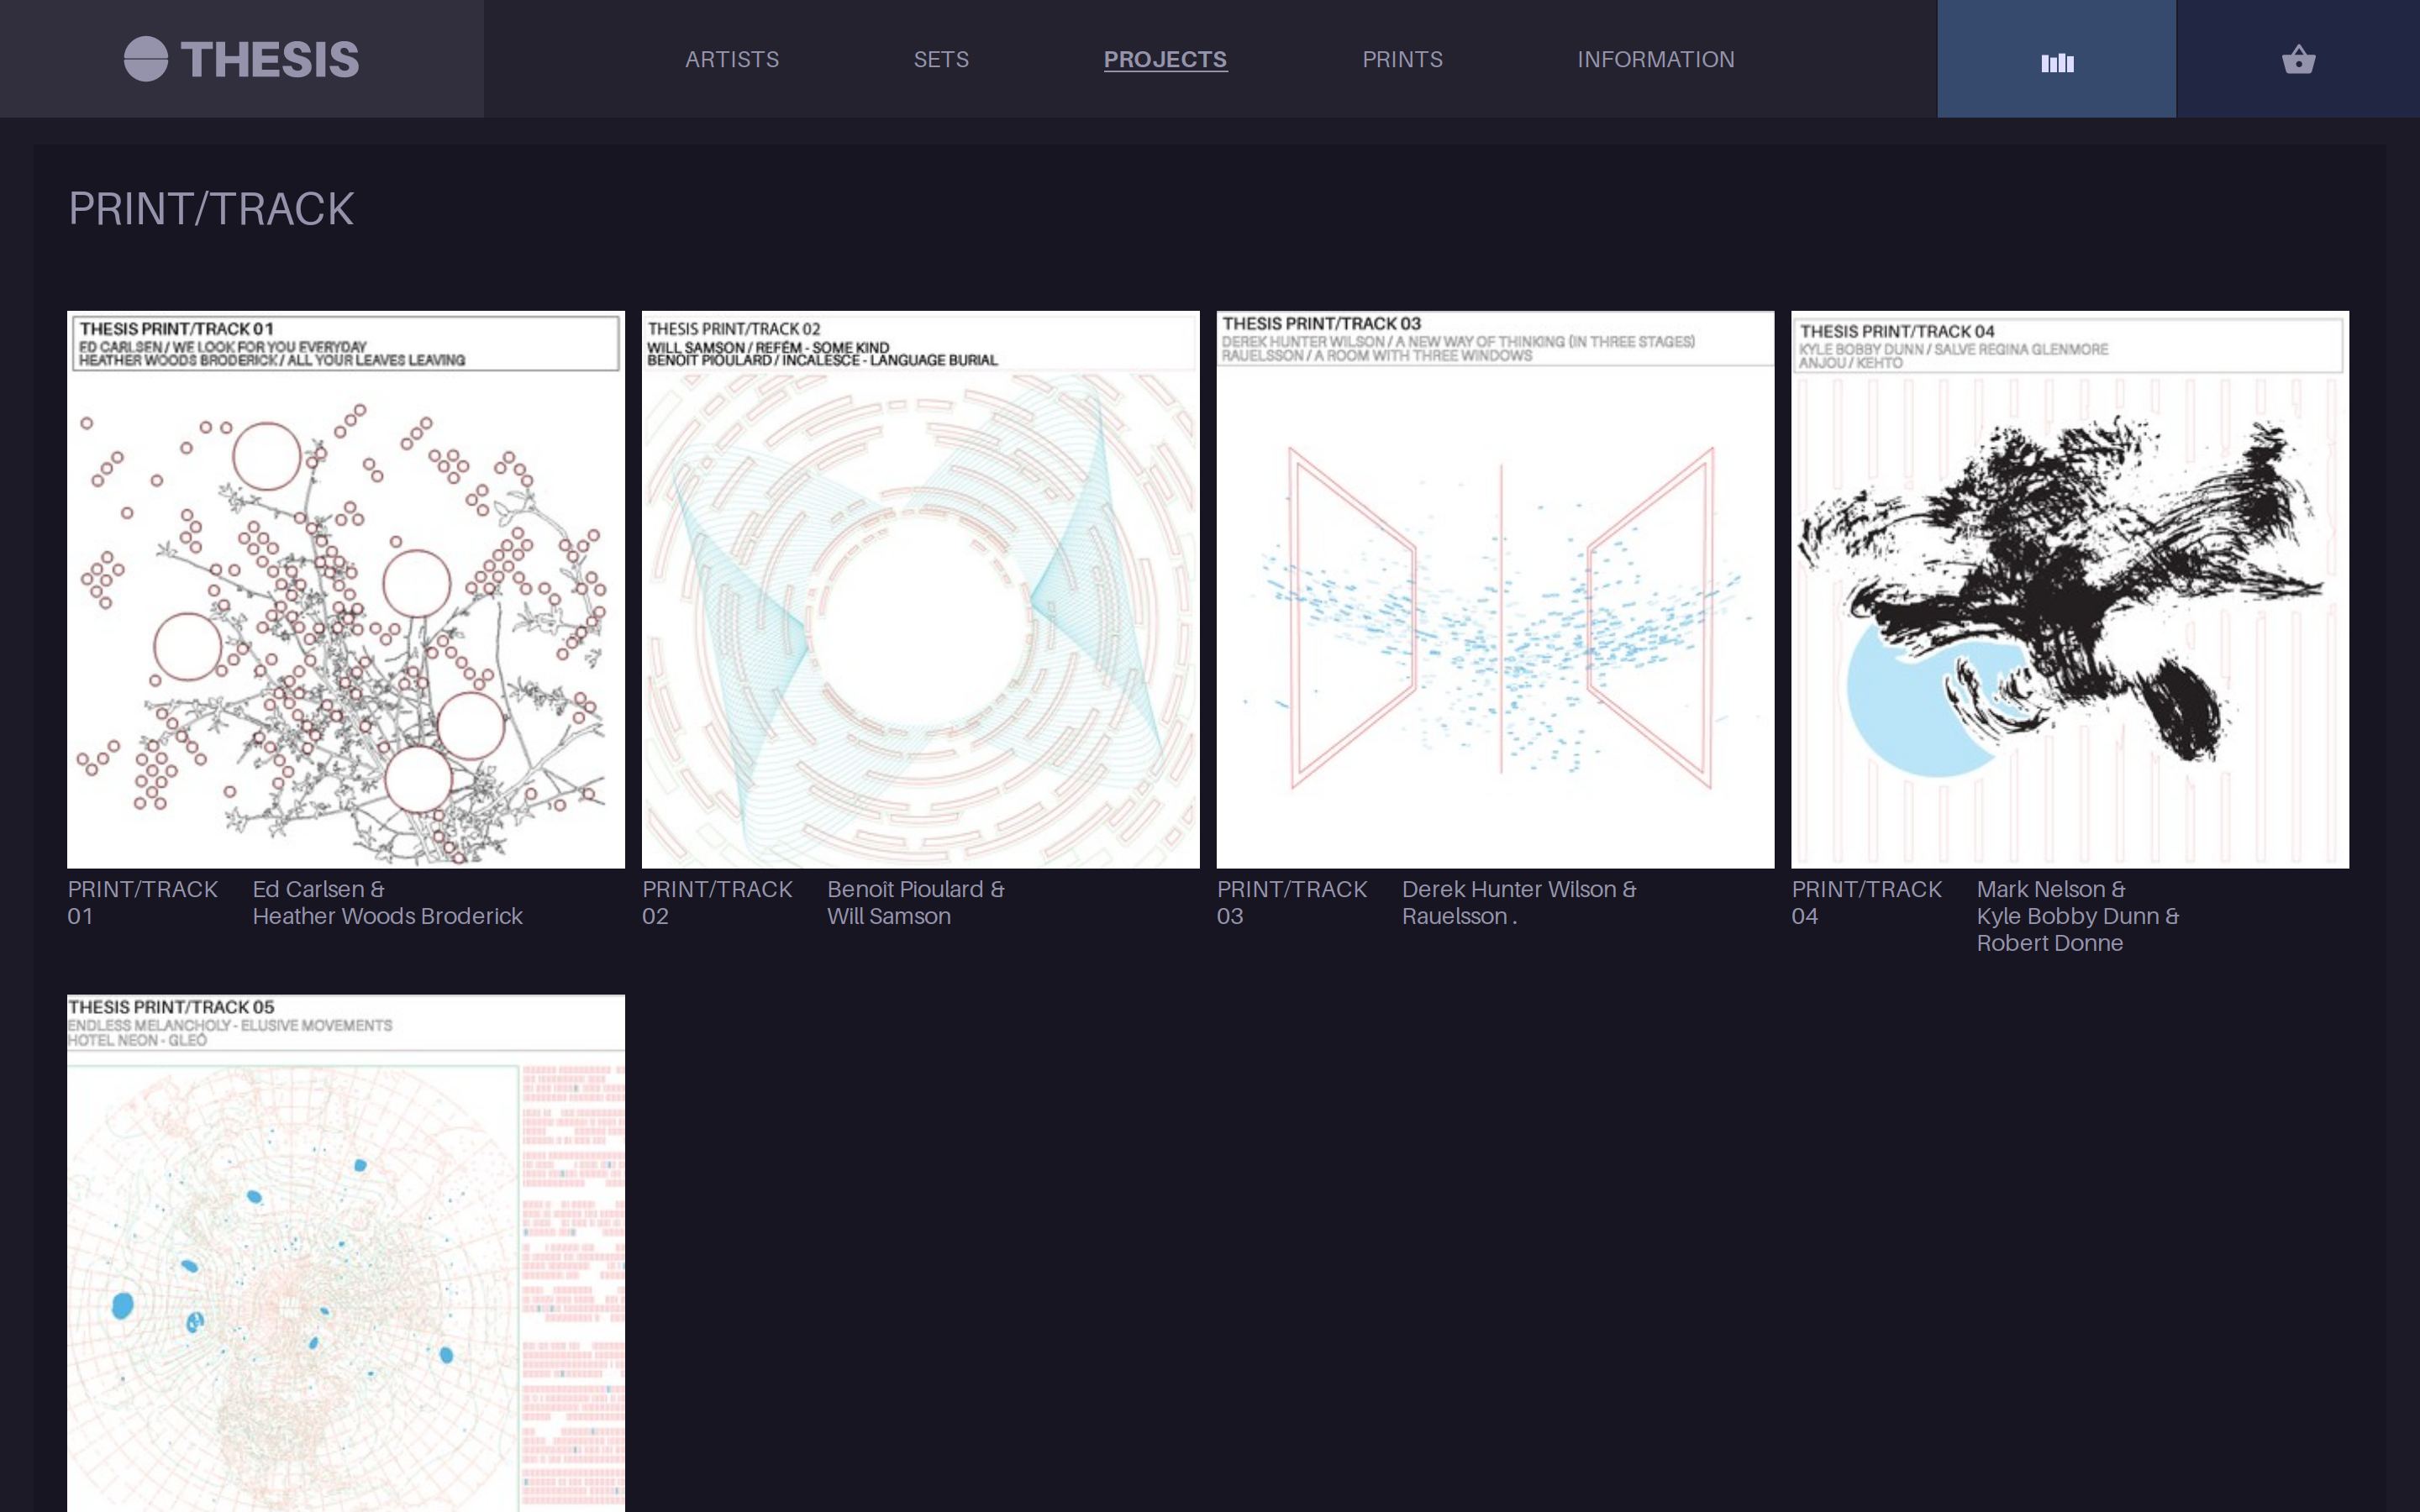 THESIS
ARTISTS
SETS
PROJECTS
PRINTS
INFORMATION
PRINT/TRACK
THESIS PRINT/TRACK 01
ED CARLSEN / WE LOOK FOR YOU EVERYDAY
HEATHER WOODS BRODERICK / ALL YOUR LEAVES LEAVING
THESIS PRINT/TRACK 02
WILL SAMSON / REFÉM - SOME KIND
BENOÎT PIOULARD / INCALESCE - LANGUAGE BURIAL
THESIS PRINT/TRACK 03
DEREK HUNTER WILSON / A NEW WAY OF THINKING (IN THREE STAGES)
RAUELSSON / A ROOM WITH THREE WINDOWS
THESIS PRINT/TRACK 04
KYLE BOBBY DUNN / SALVE REGINA GLENMORE
ANJOU / KEHTO
PRINT/TRACK
01
Ed Carlsen &
Heather Woods Broderick
PRINT/TRACK
02
Benoît Pioulard &
Will Samson
PRINT/TRACK
03
Derek Hunter Wilson &
Rauelsson .
PRINT/TRACK
04
Mark Nelson &
Kyle Bobby Dunn &
Robert Donne
THESIS PRINT/TRACK 05
ENDLESS MELANCHOLY - ELUSIVE MOVEMENTS
HOTEL NEON - GLEÓ